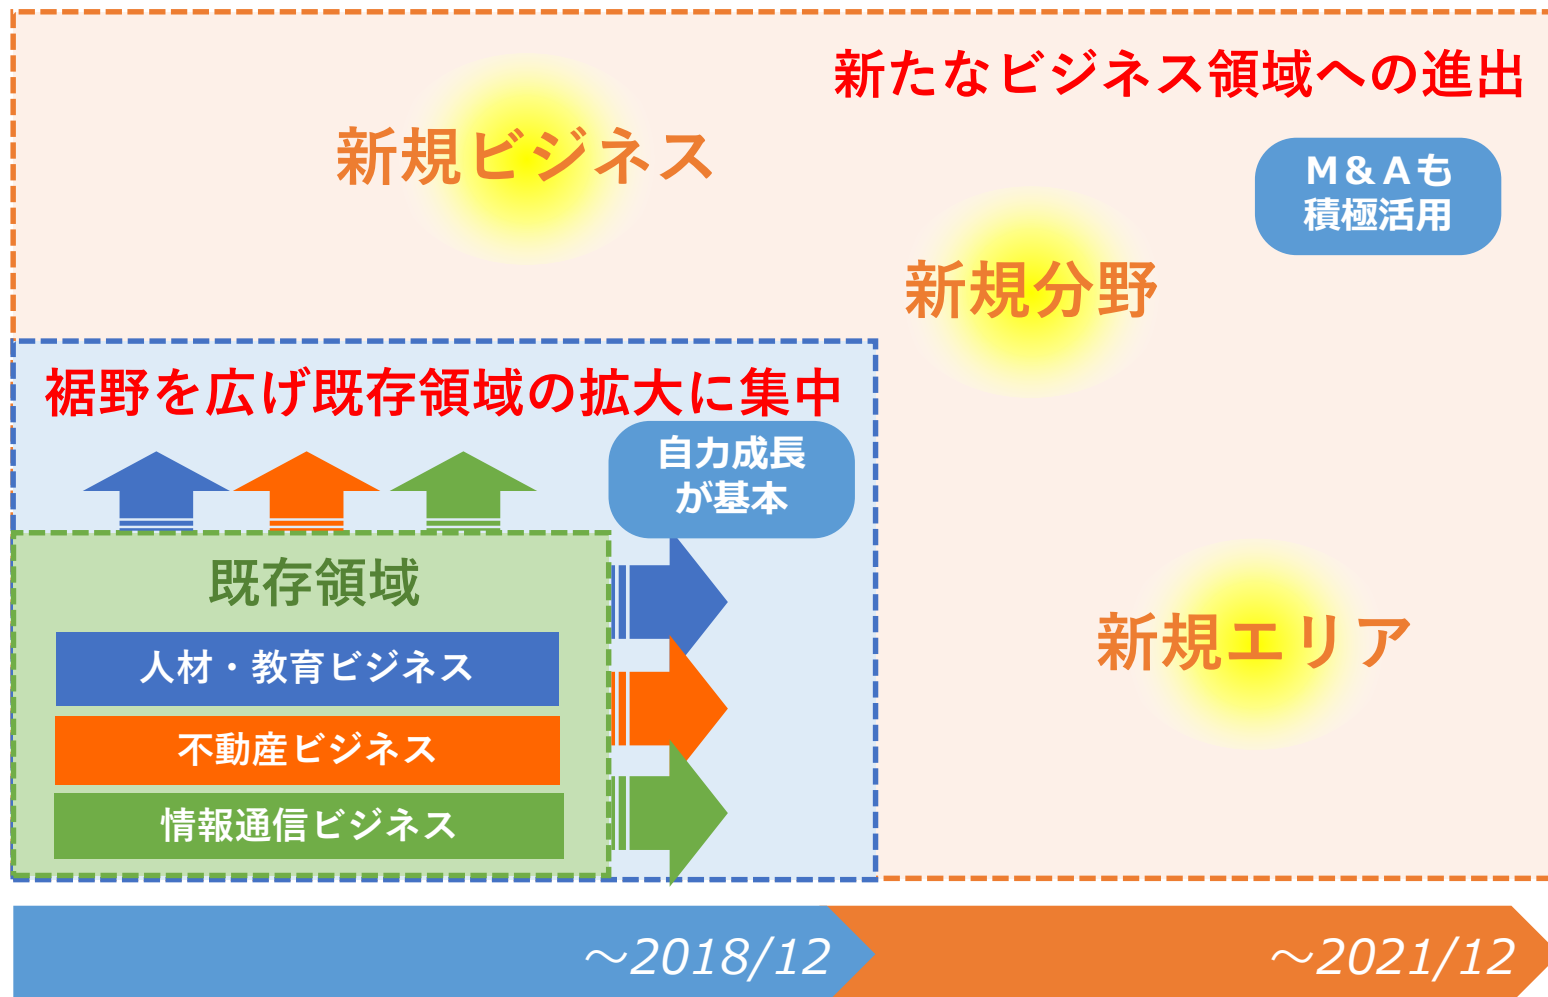 新たなビジネス領域への進出
新規ビジネス
M&Aも
積極活用
新規分野
裾野を広げ既存領域の拡大に集中
自力成長
が基本
既存領域
人材・教育ビジネス
不動産ビジネス
情報通信ビジネス
新規エリア
～2018/12
～2021/12